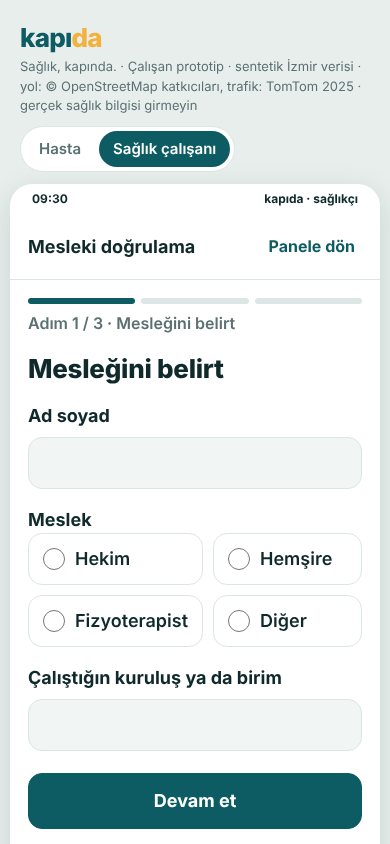 kapıda
Sağlık, kapında. · Çalışan prototip · sentetik İzmir verisi ·
yol: © OpenStreetMap katkıcıları, trafik: TomTom 2025 ·
gerçek sağlık bilgisi girmeyin
Hasta
Sağlık çalışanı
09:30
kapıda · sağlıkçı
Mesleki doğrulama
Panele dön
Adım 1 / 3 · Mesleğini belirt
Mesleğini belirt
Ad soyad
Meslek
Hekim
Hemşire
Fizyoterapist
Diğer
Çalıştığın kuruluş ya da birim
Devam et